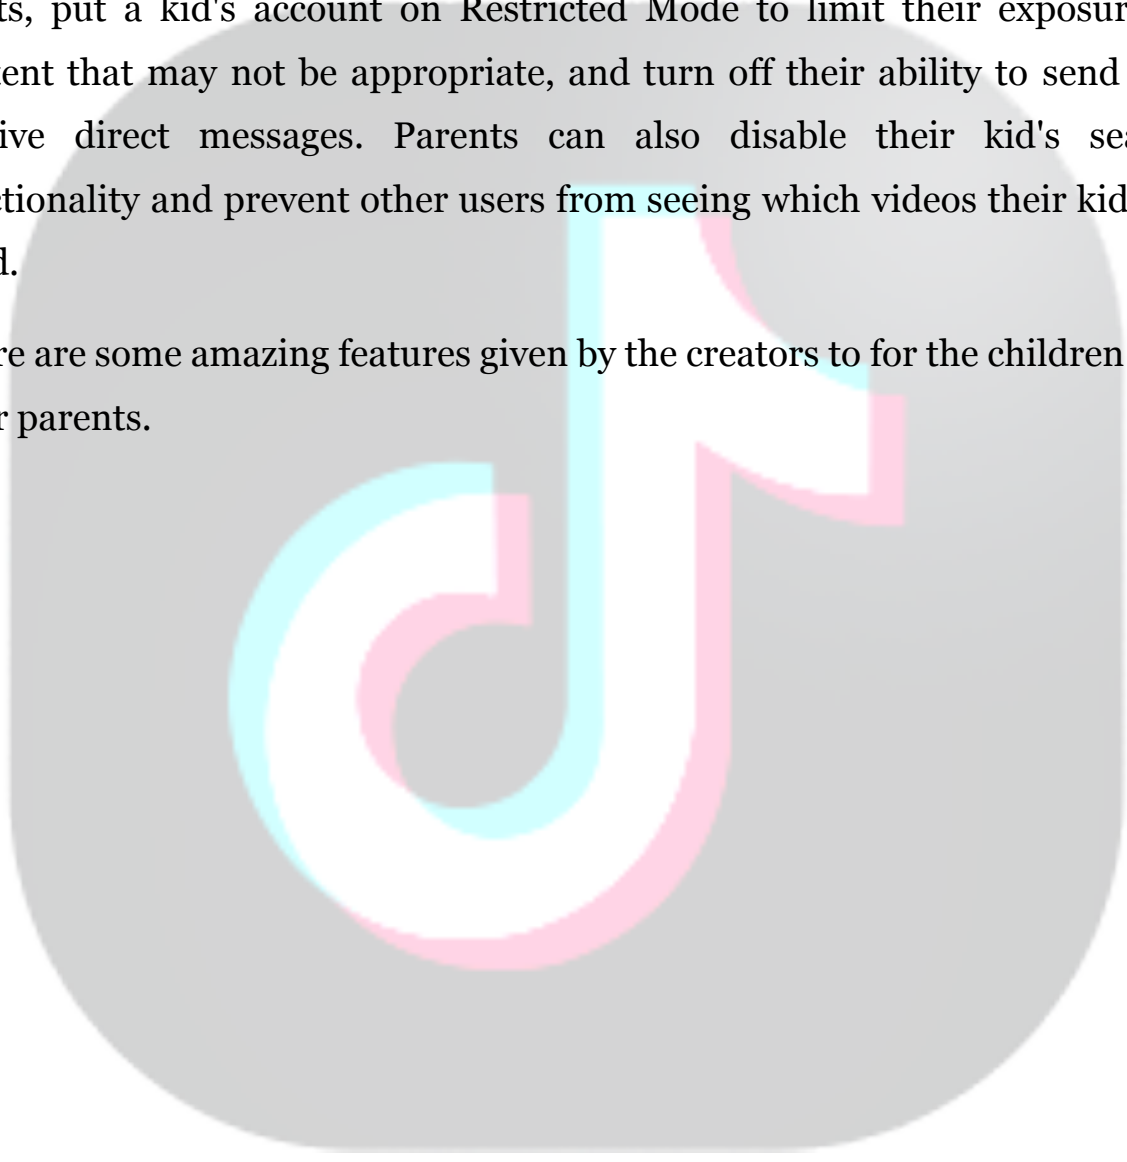 ts, put a kid's account on Restricted Mode to limit their exposur
ent that may not be appropriate, and turn off their ability to send
ive direct messages. Parents can also disable their kid's sea
ctionality and prevent other users from seeing which videos their kid
d.
re are some amazing features given by the creators to for the children
r parents.